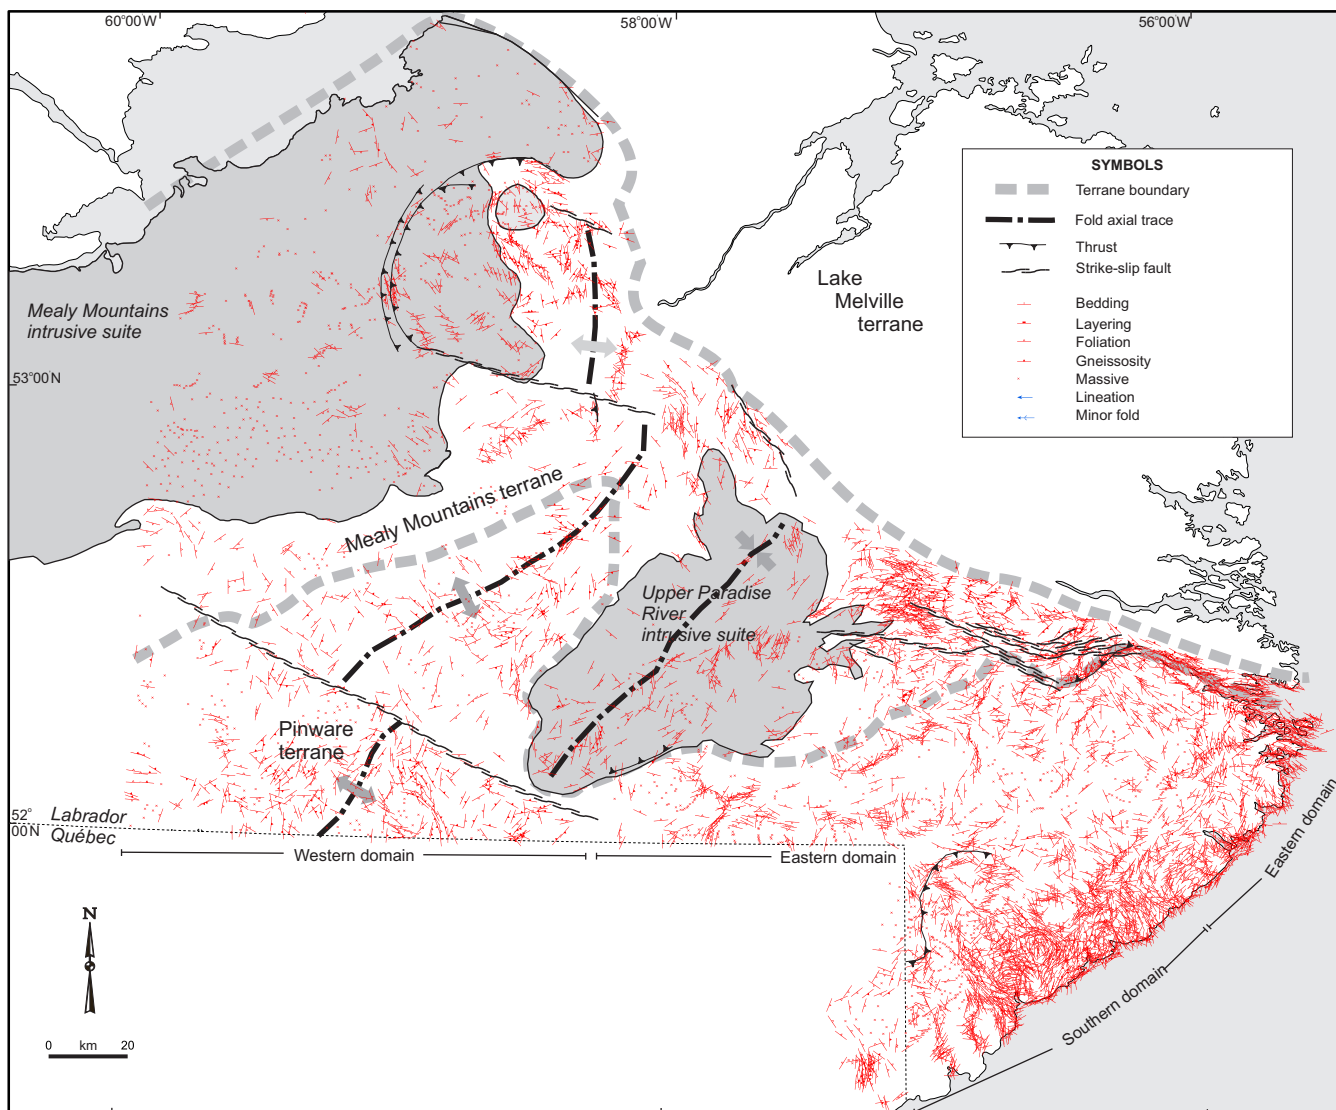 60°00'W
58°00'W
56°00'W
SYMBOLS
Terrane boundary
Fold axial trace
Thrust
Strike-slip fault
Bedding
Layering
Foliation
Gneissosity
Massive
Lineation
Minor fold
Lake
Melville
terrane
Mealy Mountains
intrusive suite
53°00'N
Mealy Mountains terrane
Upper Paradise
River
intrusive suite
Pinware
terrane
52°
00'N
Labrador
Québec
Western domain
Eastern domain
Eastern domain
Southern domain
N
0 km 20